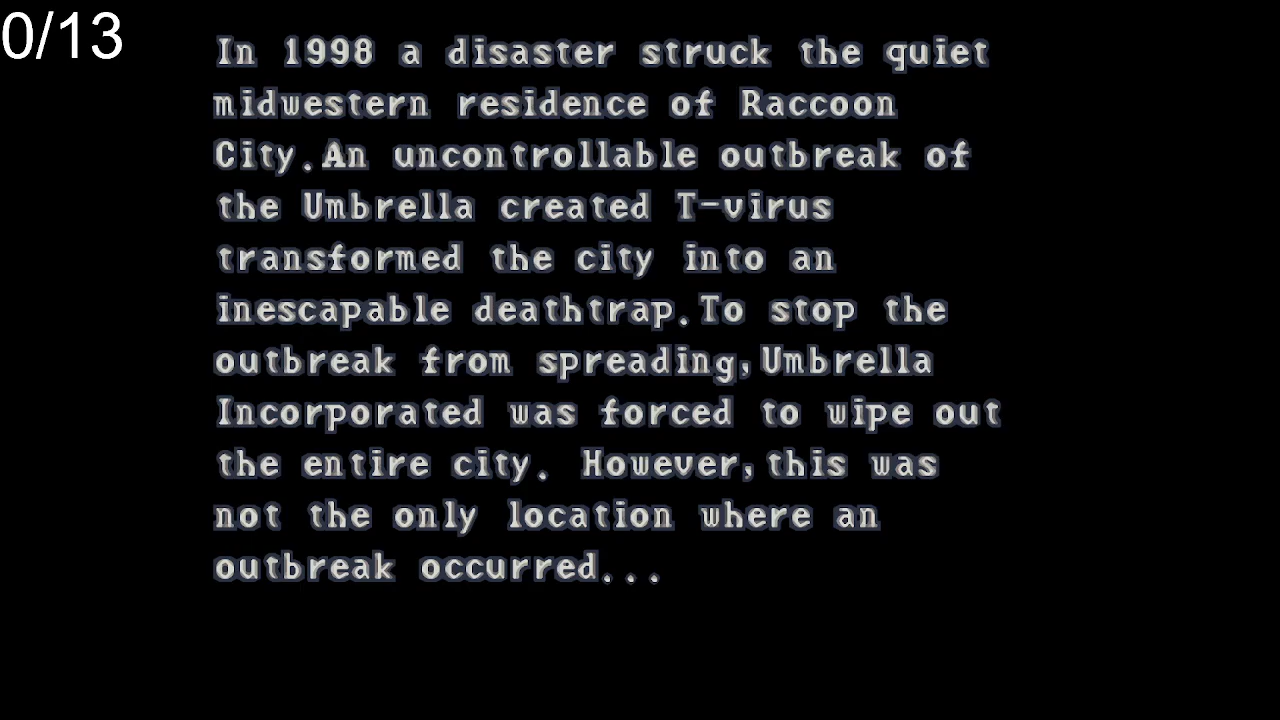 0/13
In 1998 a disaster struck the quiet
midwestern residence of Raccoon
City.An uncontrollable outbreak of
the Umbrella created T-virus
transformed the city into an
inescapable deathtrap.To stop the
outbreak from spreading,Umbrella
Incorporated was forced to wipe out
the entire city. However,this was
not the only location where an
outbreak occurred...